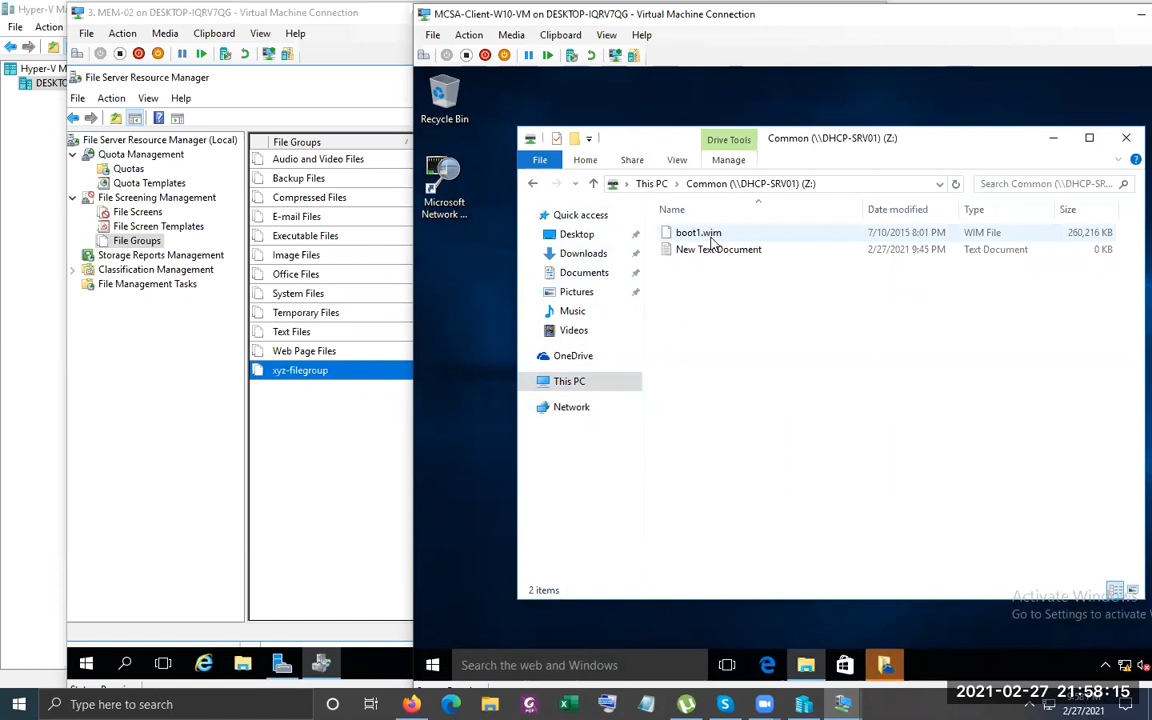 Hyper-V M
File
Action
Hyper-V M
DESKTC
3. MEM-02 on DESKTOP-IQRV7QG - Virtual Machine Connection
File Action Media Clipboard View Help
File Server Resource Manager
File Action View Help
File Server Resource Manager (Local)
Quota Management
Quotas
Quota Templates
File Screening Management
File Screens
File Screen Templates
File Groups
Storage Reports Management
Classification Management
File Management Tasks
File Groups
Audio and Video Files
Backup Files
Compressed Files
E-mail Files
Executable Files
Image Files
Office Files
System Files
Temporary Files
Text Files
Web Page Files
xyz-filegroup
MCSA-Client-W10-VM on DESKTOP-IQRV7QG - Virtual Machine Connection
File Action Media Clipboard View Help
Recycle Bin
Microsoft
Network ...
Drive Tools
Common (\\DHCP-SRV01) (Z:)
File Home Share View Manage
This PC > Common (\\DHCP-SRV01) (Z:)
Search Common (\\DHCP-SR...
Quick access
Desktop
Downloads
Documents
Pictures
Music
Videos
OneDrive
This PC
Network
Name Date modified Type Size
boot1.wim 7/10/2015 8:01 PM WIM File 260,216 KB
New Text Document 2/27/2021 9:45 PM Text Document 0 KB
2 items
Activate Windows
Go to Settings to activate
Search the web and Windows
2021-02-27 21:58:15
Type here to search
2/27/2021